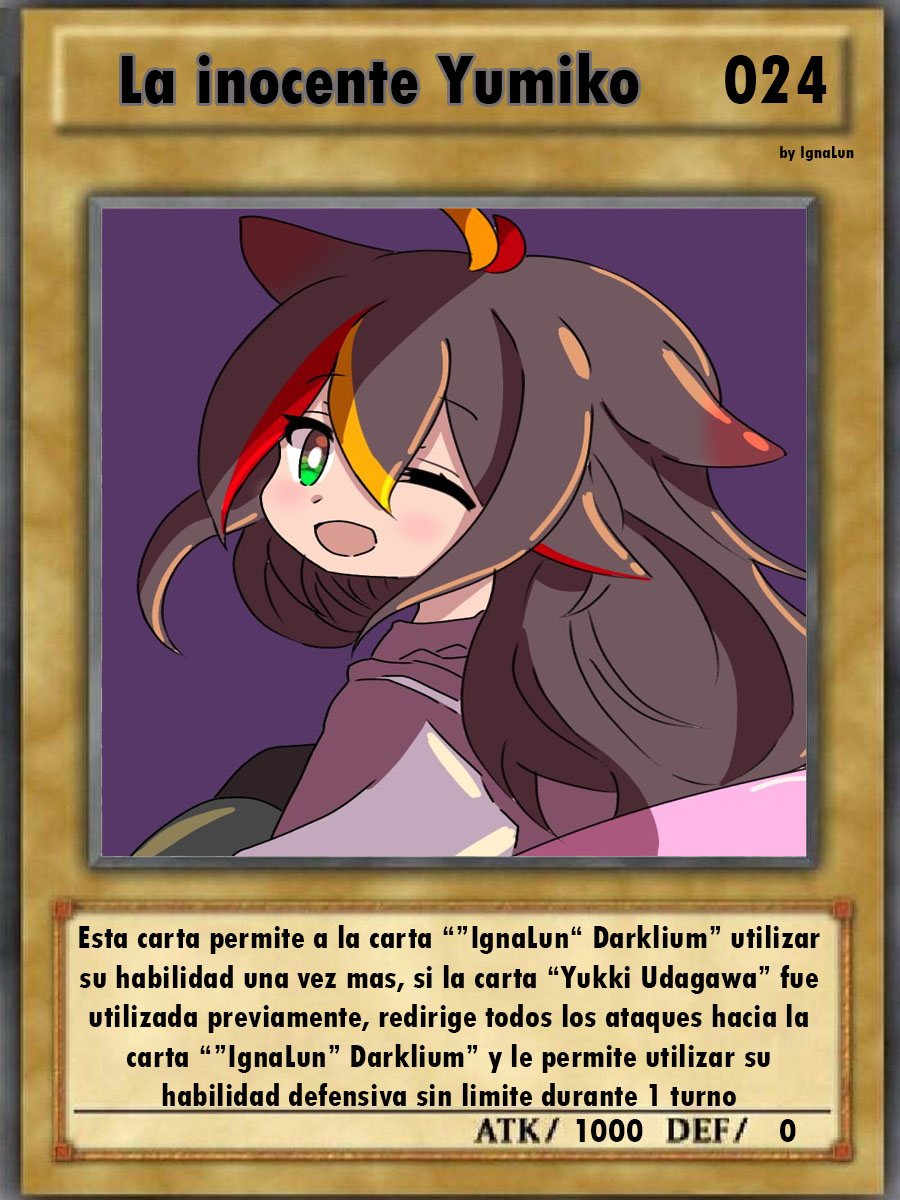 La inocente Yumiko 024
by IgnaLun
Esta carta permite a la carta “”IgnaLun“ Darklium” utilizar
su habilidad una vez mas, si la carta “Yukki Udagawa” fue
utilizada previamente, redirige todos los ataques hacia la
carta “”IgnaLun” Darklium” y le permite utilizar su
habilidad defensiva sin limite durante 1 turno
ATK/ 1000 DEF/ 0